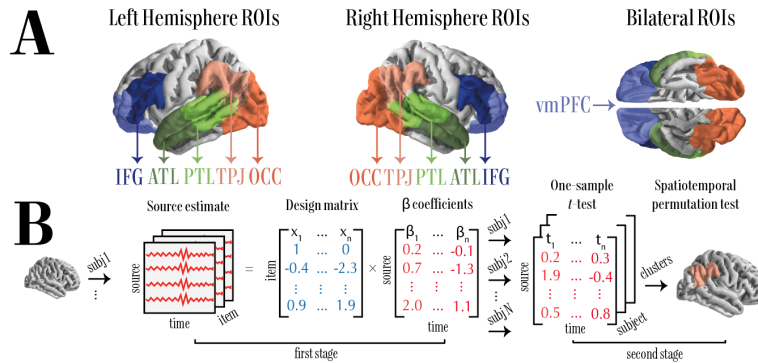 A
Left Hemisphere ROIs
Right Hemisphere ROIs
Bilateral ROIs
vmPFC
IFG ATL PTL TPJ OCC
OCC TPJ PTL ATL IFG
B
Source estimate
Design matrix
β coefficients
One-sample
t-test
Spatiotemporal
permutation test
subj1
⋮
source
time
item
=
item
x1 ... xn
1 ... 0
-0.4 ... -2.3
⋮ ⋮
0.9 ... 1.9
×
source
β1 ... βn
0.2 ... -0.1
0.7 ... -1.3
⋮ ⋮
2.0 ... 1.1
time
subj1
subj2
⋮
subjN
source
t1 ... tn
0.2 ... 0.3
1.9 ... -0.4
⋮ ⋮
0.5 ... 0.8
time
subject
clusters
first stage
second stage